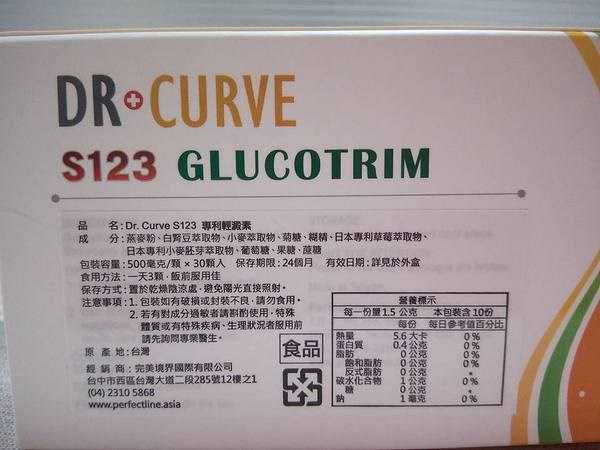 DR+CURVE
S123 GLUCOTRIM
品 名：Dr. Curve S123 專利輕澱素
成 分：蕎麥粉、白腎豆萃取物、小麥萃取物、菊糖、糊精、日本專利草莓萃取物、
日本專利小麥胚芽萃取物、葡萄糖、果糖、蔗糖
包裝容量：500毫克/顆 × 30顆入 保存期限：24個月 有效日期：詳見於外盒
食用方法：一天3顆，飯前服用佳
保存方式：置於乾燥陰涼處，避免陽光直接照射。
注意事項：1. 包裝如有破損或封裝不良，請勿食用。
2. 若有對成分過敏者請斟酌使用，特殊
體質或有特殊疾病、生理狀況者服用前
請先詢問專業醫生。
原 產 地：台灣
經 銷 商：完美境界國際有限公司
台中市西區台灣大道二段285號12樓之1
(04) 2310 5868
www.perfectline.asia
食品
營養標示
每一份量 1.5 公克 本包裝含 10份
每份 每日參考值百分比
熱量 5.6 大卡 0%
蛋白質 0.4 公克 0%
脂肪 0 公克 0%
飽和脂肪 0 公克 0%
反式脂肪 0 公克 *
碳水化合物 1 公克 0%
糖 0 公克 *
鈉 1 毫克 0%